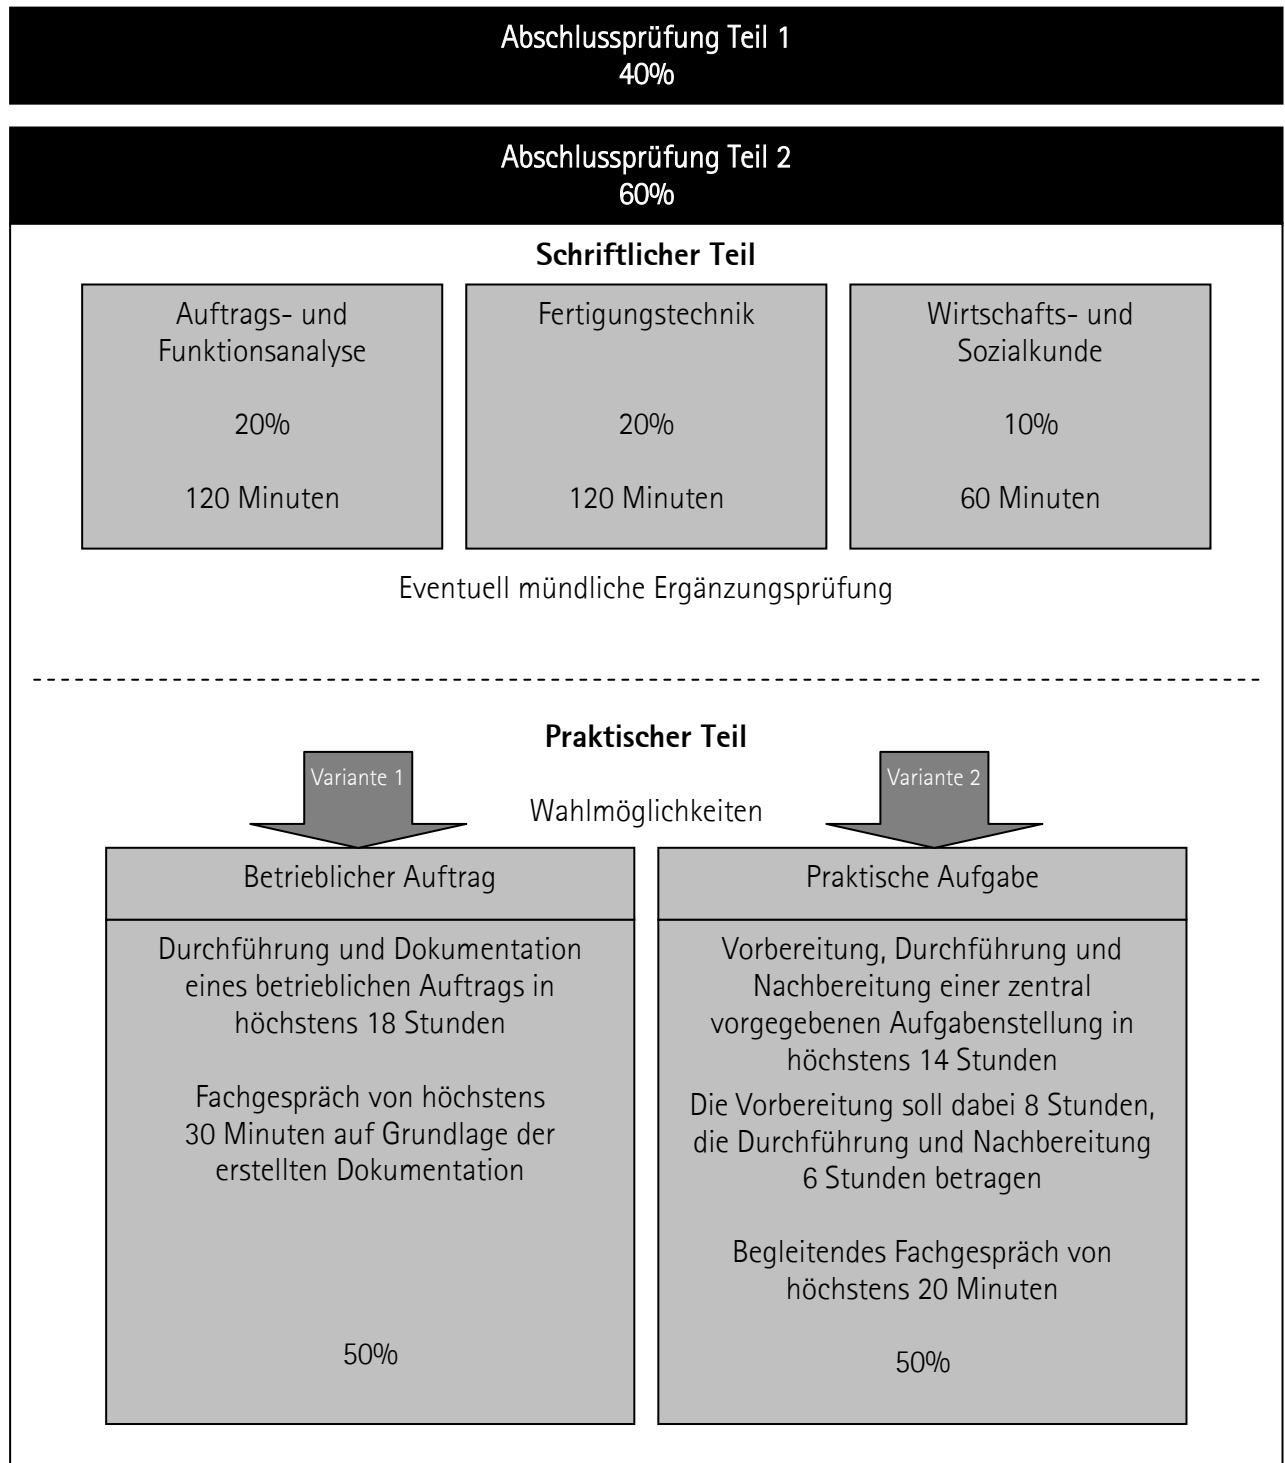 Abschlussprüfung Teil 1
40%
Abschlussprüfung Teil 2
60%
Schriftlicher Teil
Auftrags- und
Funktionsanalyse
20%
120 Minuten
Fertigungstechnik
20%
120 Minuten
Wirtschafts- und
Sozialkunde
10%
60 Minuten
Eventuell mündliche Ergänzungsprüfung
Praktischer Teil
Variante 1
Wahlmöglichkeiten
Variante 2
Betrieblicher Auftrag
Durchführung und Dokumentation
eines betrieblichen Auftrags in
höchstens 18 Stunden
Fachgespräch von höchstens
30 Minuten auf Grundlage der
erstellten Dokumentation
50%
Praktische Aufgabe
Vorbereitung, Durchführung und
Nachbereitung einer zentral
vorgegebenen Aufgabenstellung in
höchstens 14 Stunden
Die Vorbereitung soll dabei 8 Stunden,
die Durchführung und Nachbereitung
6 Stunden betragen
Begleitendes Fachgespräch von
höchstens 20 Minuten
50%